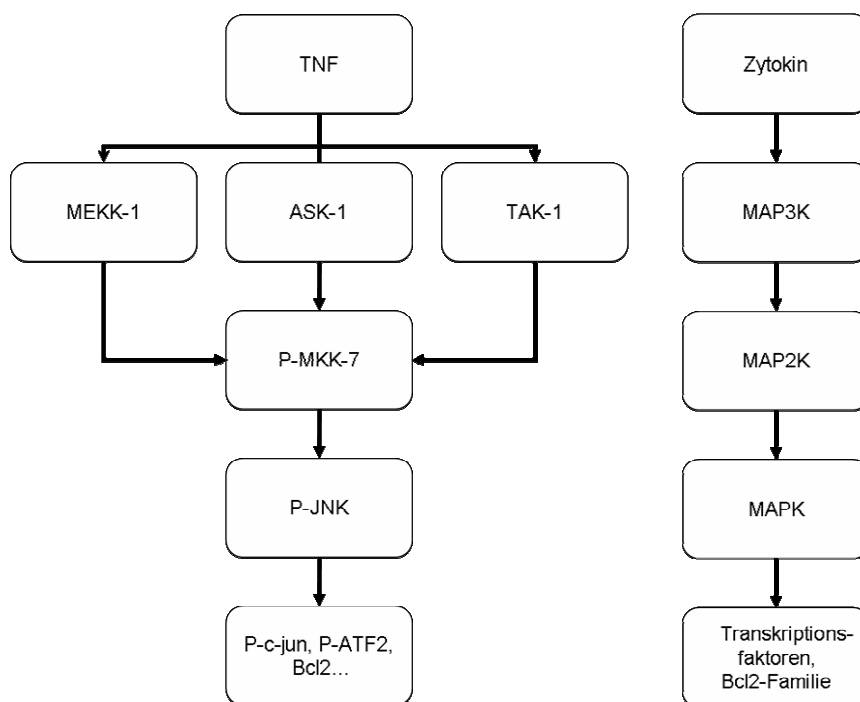 TNF
Zytokin
MEKK-1
ASK-1
TAK-1
MAP3K
P-MKK-7
MAP2K
P-JNK
MAPK
P-c-jun, P-ATF2,
Bcl2...
Transkriptions-
faktoren,
Bcl2-Familie